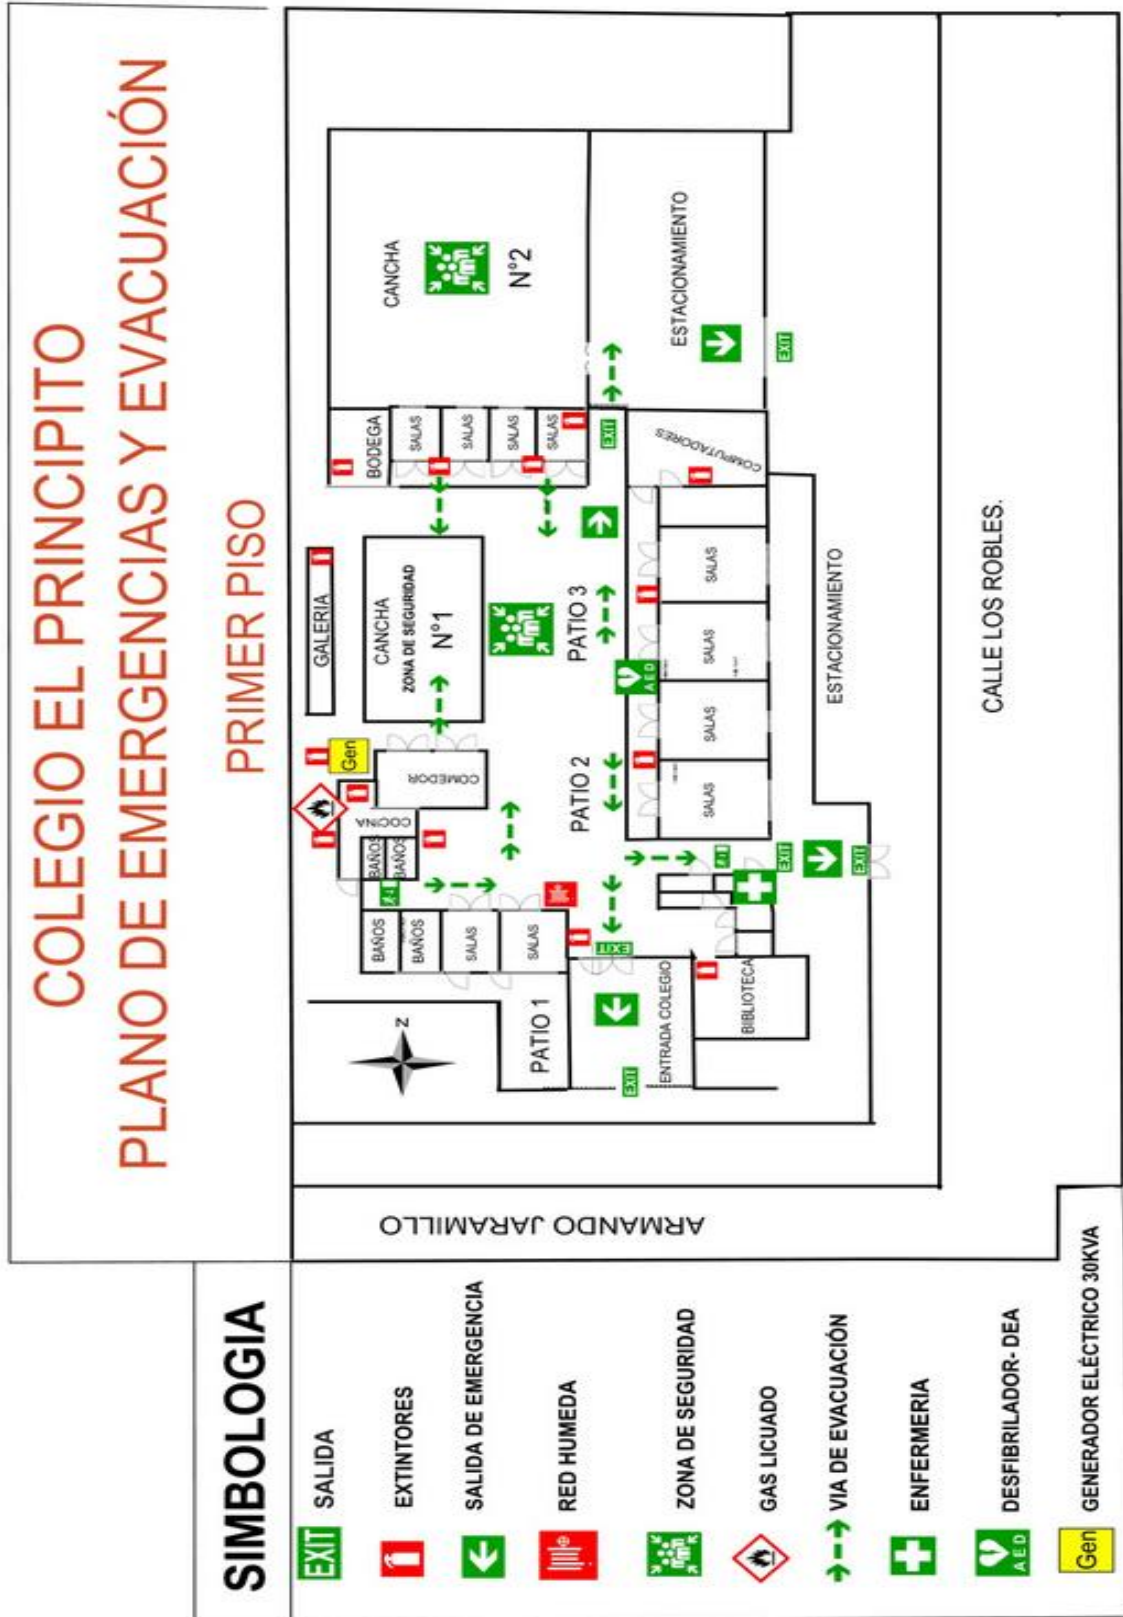 COLEGIO EL PRINCIPITO
PLANO DE EMERGENCIAS Y EVACUACIÓN
PRIMER PISO
SIMBOLOGIA
EXIT SALIDA
EXTINTORES
SALIDA DE EMERGENCIA
RED HUMEDA
ZONA DE SEGURIDAD
GAS LICUADO
VIA DE EVACUACIÓN
ENFERMERIA
AED DESFIBRILADOR- DEA
Gen GENERADOR ELÉCTRICO 30KVA
ARMANDO JARAMILLO
Z
BAÑOS
BAÑOS
SALAS
SALAS
PATIO 1
EXIT
EXIT
ENTRADA COLEGIO
BIBLIOTECA
BAÑOS
BAÑOS
COCINA
Gen
COMEDOR
GALERIA
CANCHA
ZONA DE SEGURIDAD
N°1
PATIO 2
PATIO 3
AED
EXIT
EXIT
SALAS
SALAS
SALAS
SALAS
COMPUTADORES
BODEGA
SALAS
SALAS
SALAS
SALAS
EXIT
CANCHA
N°2
ESTACIONAMIENTO
EXIT
ESTACIONAMIENTO
CALLE LOS ROBLES.